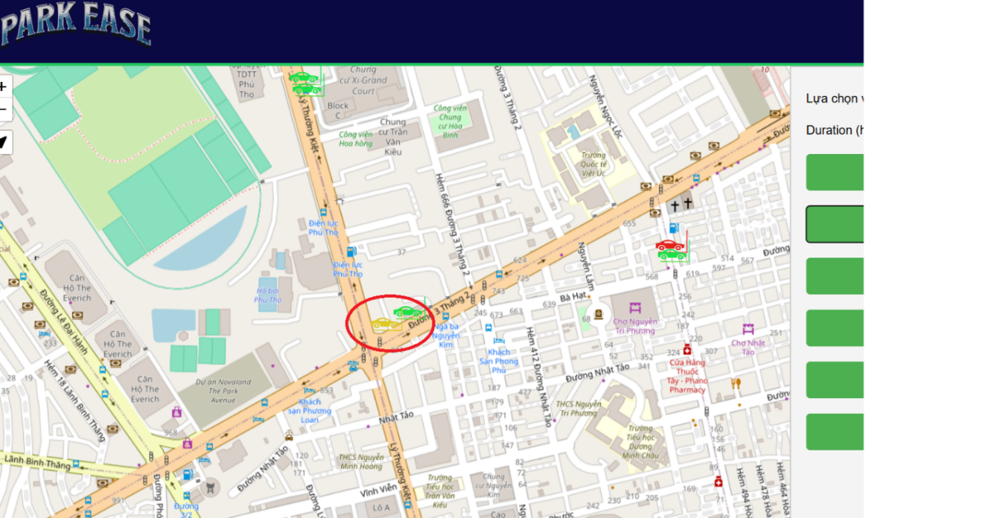 PARK EASE
+
−
TDTT
Phú
Thọ
Chung
cư Xi-Grand
Court
Block
C
Chung
cư Trần
Văn
Kiều
Công viên
Hoa hồng
Công viên
Chung
cư Hòa
Bình
Lý Thường Kiệt
Đường 3 Tháng 2
Nguyễn Ngọc Lộc
10
Lựa chọn
Duration (h
Trường
Quốc tế
Việt Úc
Hẻm 666 Đường 3 Tháng 2
Điện lực
Phú Thọ
Điện lực
Phú Thọ
37
655
624
725
743
Nguyễn Lâm
Đường
514
567
597
619
568
Căn
Hộ The
Everich
Hồ bơi
Phú Thọ
Đường 3 Tháng 2
Bà Hạt
639
663
673
245
68
256
242
187
Chợ Nguyễn
Tri Phương
Ngã ba
Nguyễn
Kim
Đường Lê Đại Hành
Căn
Hộ The
Everich
233
Khách
Sạn Phong
Phú
Hẻm 412 Đường Nhật Tảo
64
52
352
341
324
220
307
Chợ Nhật
Tảo
251
Cửa Hàng
Thuốc
Tây - Phano
Pharmacy
Đường Nhật Tảo
Căn
Hộ The
Everich
Dự án Novaland
The Park
Avenue
Hẻm 18 Lãnh Binh Thăng
28
19
35
853
Khách
sạn Phương
Loan
187
477
179
171
106
147
THCS Nguyễn
Tri Phương
Nhật Tảo
968
Trường
Tiểu học
Dương
Minh Châu
160
156
146
Lãnh Binh Thăng
Đường Nhật Tảo
120
181
171
THCS Nguyễn
Minh Hoàng
Lý Thường Kiệt
82
72
64
89
Trường
Tiểu học
Trần Văn
Kiều
Chung
cư Nguyễn
Kim
Vĩnh Viễn
Lô A
991
Đường
3/2
242
230
210
205
169
71
Hẻm 494
Hẻm 478
Hẻm 464